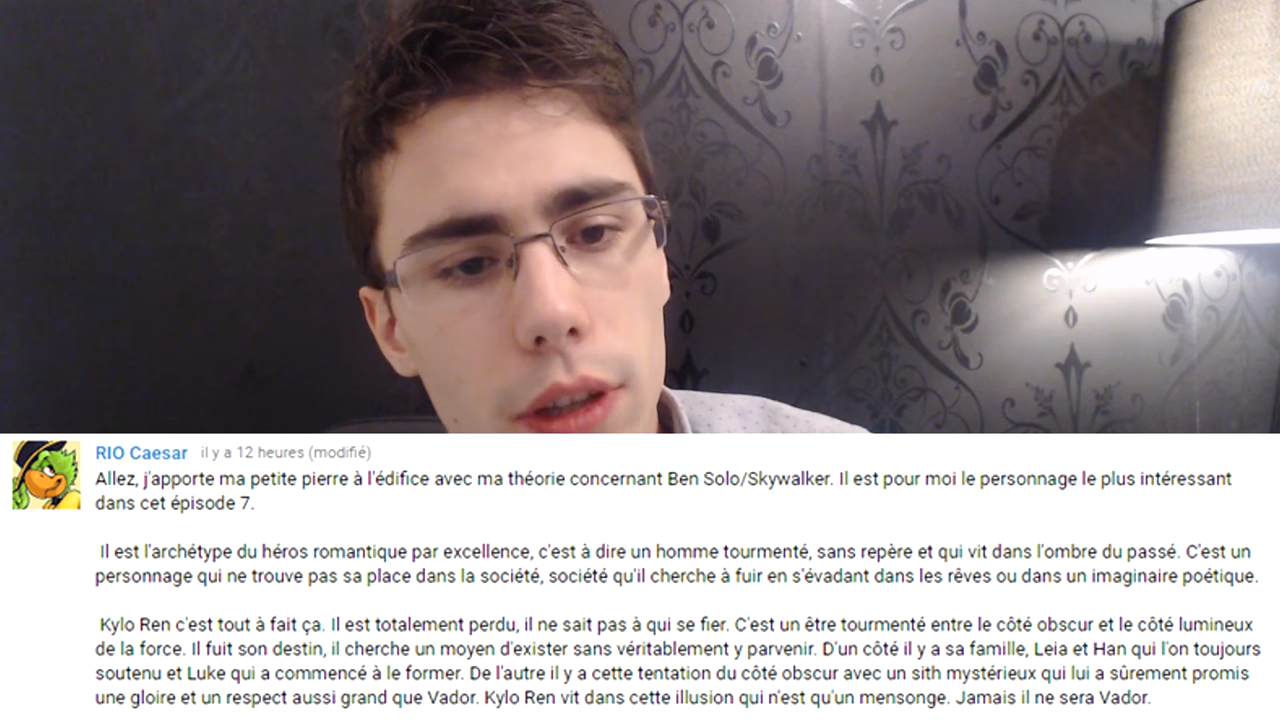 RIO Caesar il y a 12 heures (modifié)
Allez, j'apporte ma petite pierre à l'édifice avec ma théorie concernant Ben Solo/Skywalker. Il est pour moi le personnage le plus intéressant
dans cet épisode 7.
Il est l'archétype du héros romantique par excellence, c'est à dire un homme tourmenté, sans repère et qui vit dans l'ombre du passé. C'est un
personnage qui ne trouve pas sa place dans la société, société qu'il cherche à fuir en s'évadant dans les rêves ou dans un imaginaire poétique.
Kylo Ren c'est tout à fait ça. Il est totalement perdu, il ne sait pas à qui se fier. C'est un être tourmenté entre le côté obscur et le côté lumineux
de la force. Il fuit son destin, il cherche un moyen d'exister sans véritablement y parvenir. D'un côté il y a sa famille, Leia et Han qui l'on toujours
soutenu et Luke qui a commencé à le former. De l'autre il y a cette tentation du côté obscur avec un sith mystérieux qui lui a sûrement promis
une gloire et un respect aussi grand que Vador. Kylo Ren vit dans cette illusion qui n'est qu'un mensonge. Jamais il ne sera Vador.